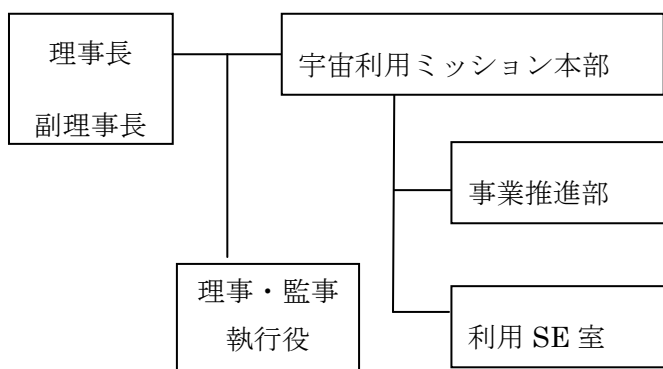 理事長
副理事長
宇宙利用ミッション本部
事業推進部
理事・監事
執行役
利用 SE 室